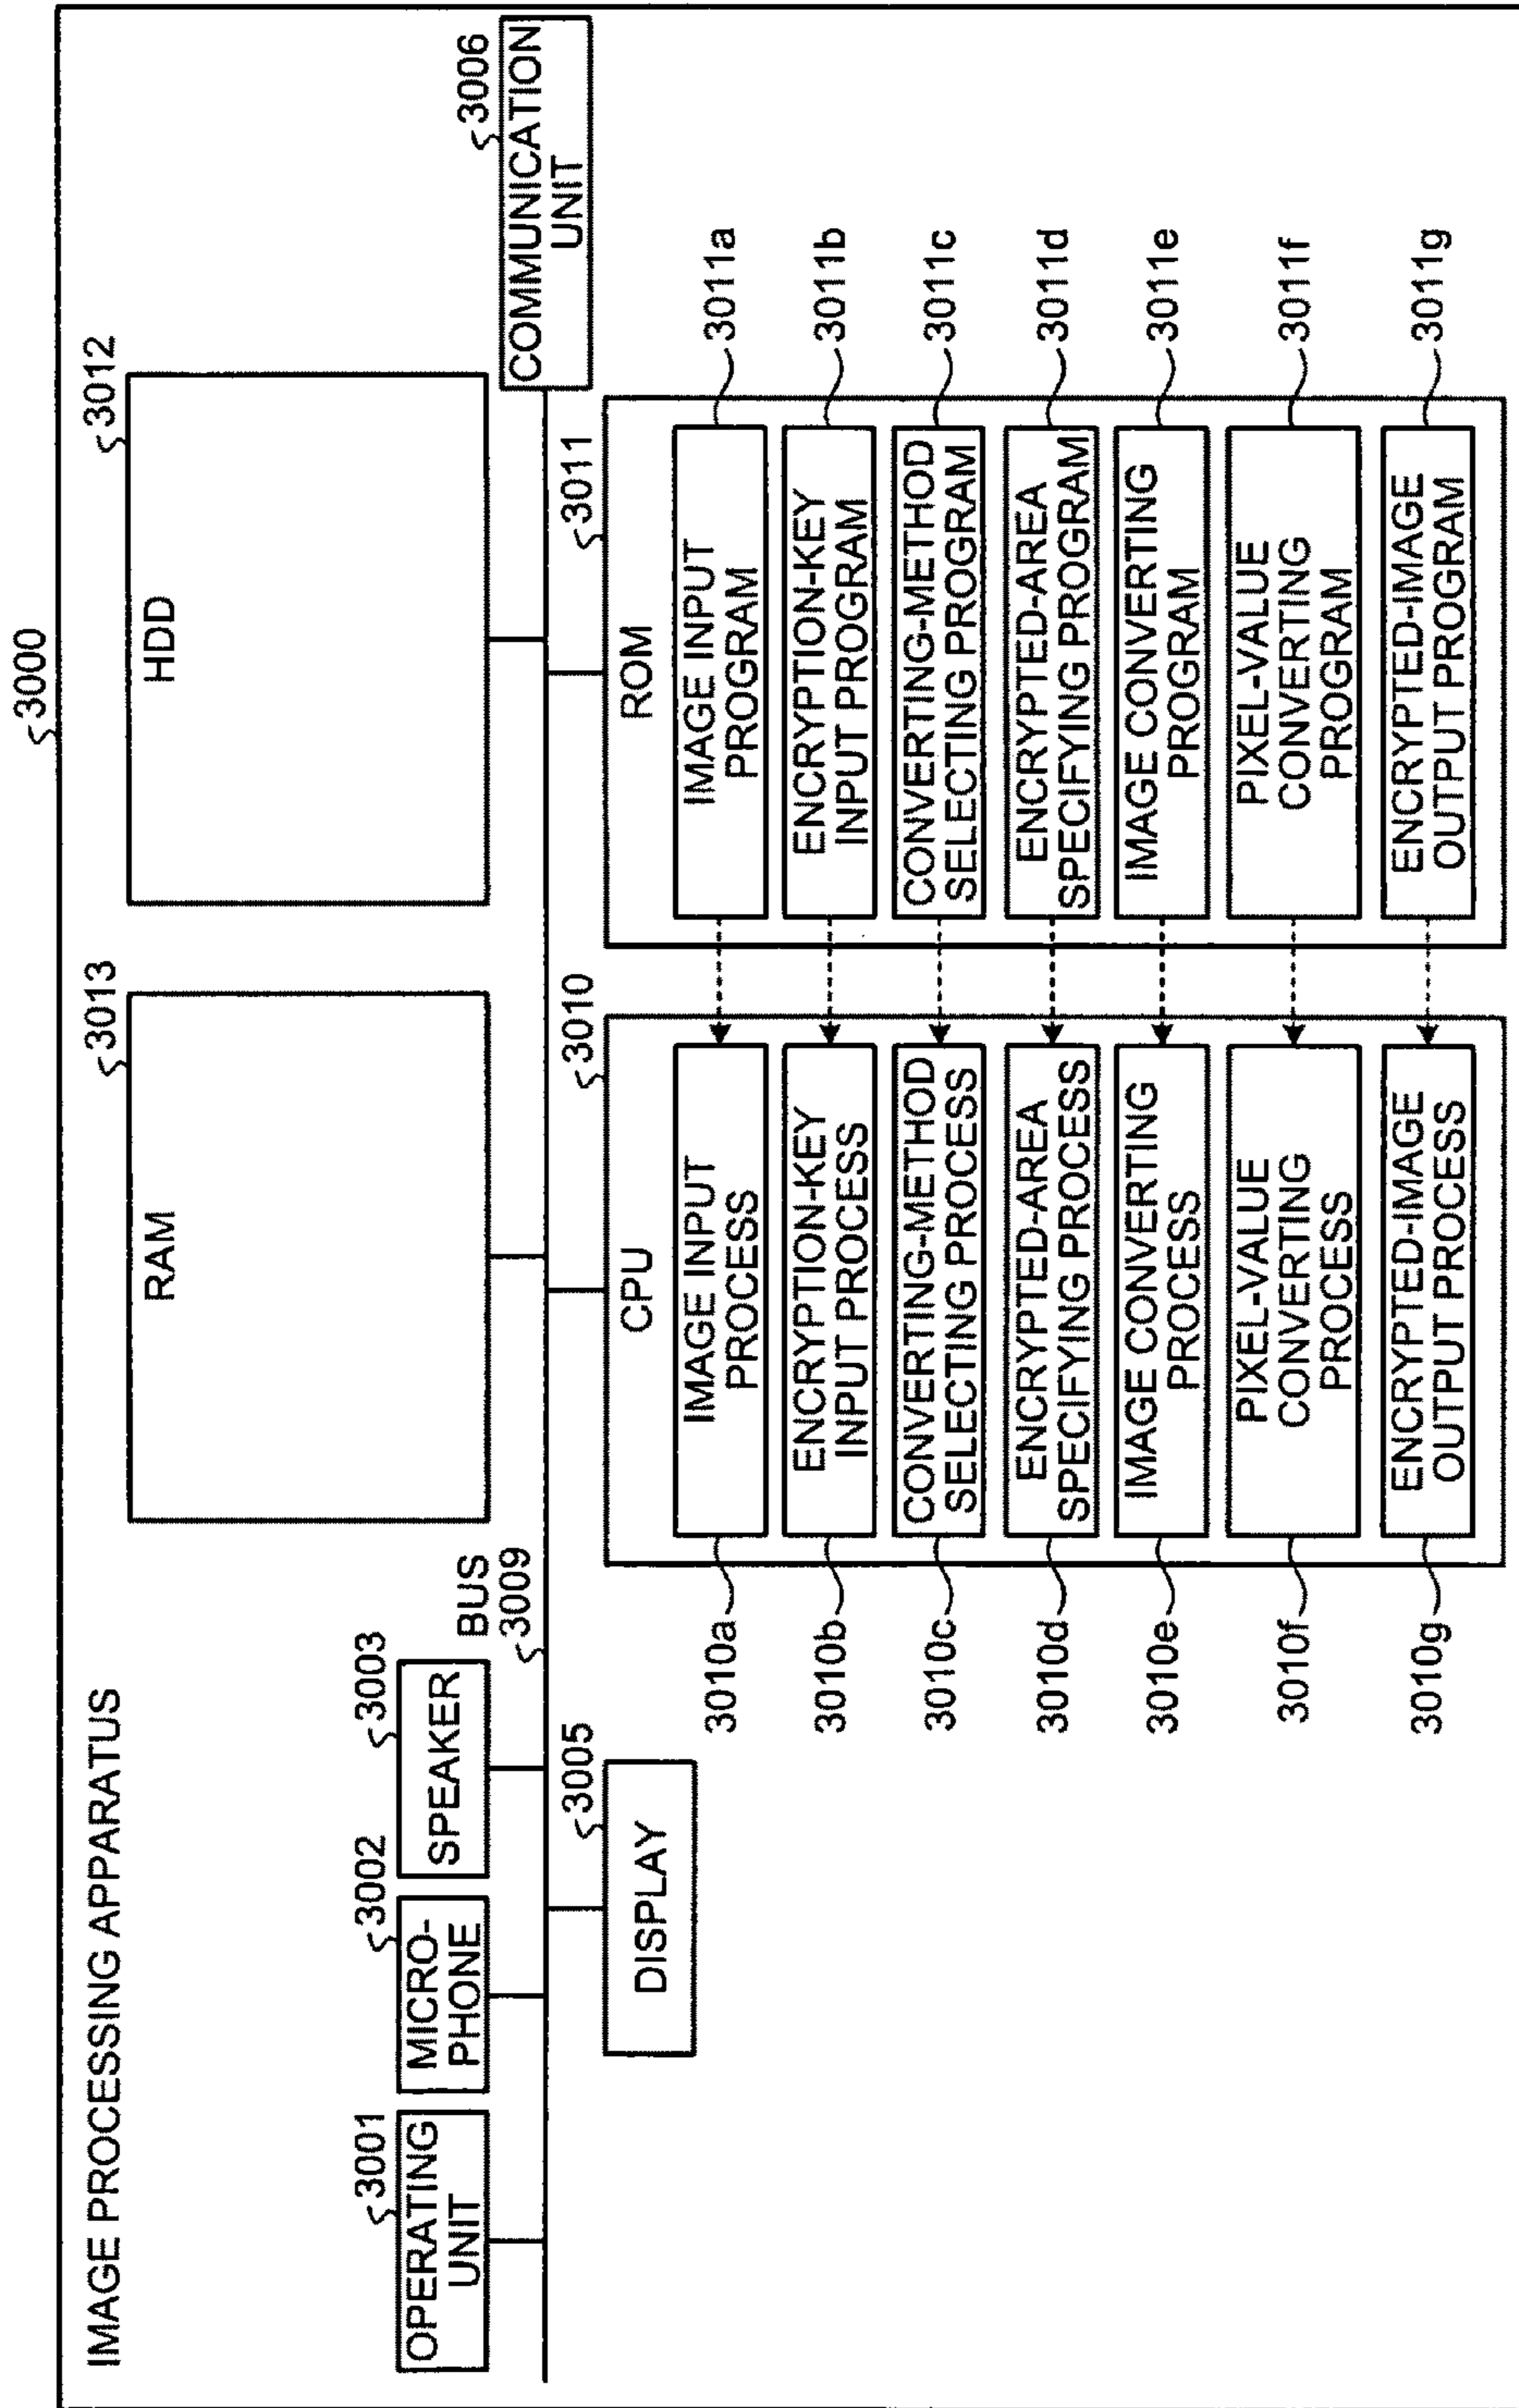 3000
IMAGE PROCESSING APPARATUS
3001
OPERATING
UNIT
3002
MICRO-
PHONE
3003
SPEAKER
BUS
3009
3013
RAM
3012
HDD
3006
COMMUNICATION
UNIT
3005
DISPLAY
3010
CPU
3010a
IMAGE INPUT
PROCESS
3010b
ENCRYPTION-KEY
INPUT PROCESS
3010c
CONVERTING-METHOD
SELECTING PROCESS
3010d
ENCRYPTED-AREA
SPECIFYING PROCESS
3010e
IMAGE CONVERTING
PROCESS
3010f
PIXEL-VALUE
CONVERTING
PROCESS
3010g
ENCRYPTED-IMAGE
OUTPUT PROCESS
3011
ROM
IMAGE INPUT
PROGRAM
3011a
ENCRYPTION-KEY
INPUT PROGRAM
3011b
CONVERTING-METHOD
SELECTING PROGRAM
3011c
ENCRYPTED-AREA
SPECIFYING PROGRAM
3011d
IMAGE CONVERTING
PROGRAM
3011e
PIXEL-VALUE
CONVERTING
PROGRAM
3011f
ENCRYPTED-IMAGE
OUTPUT PROGRAM
3011g